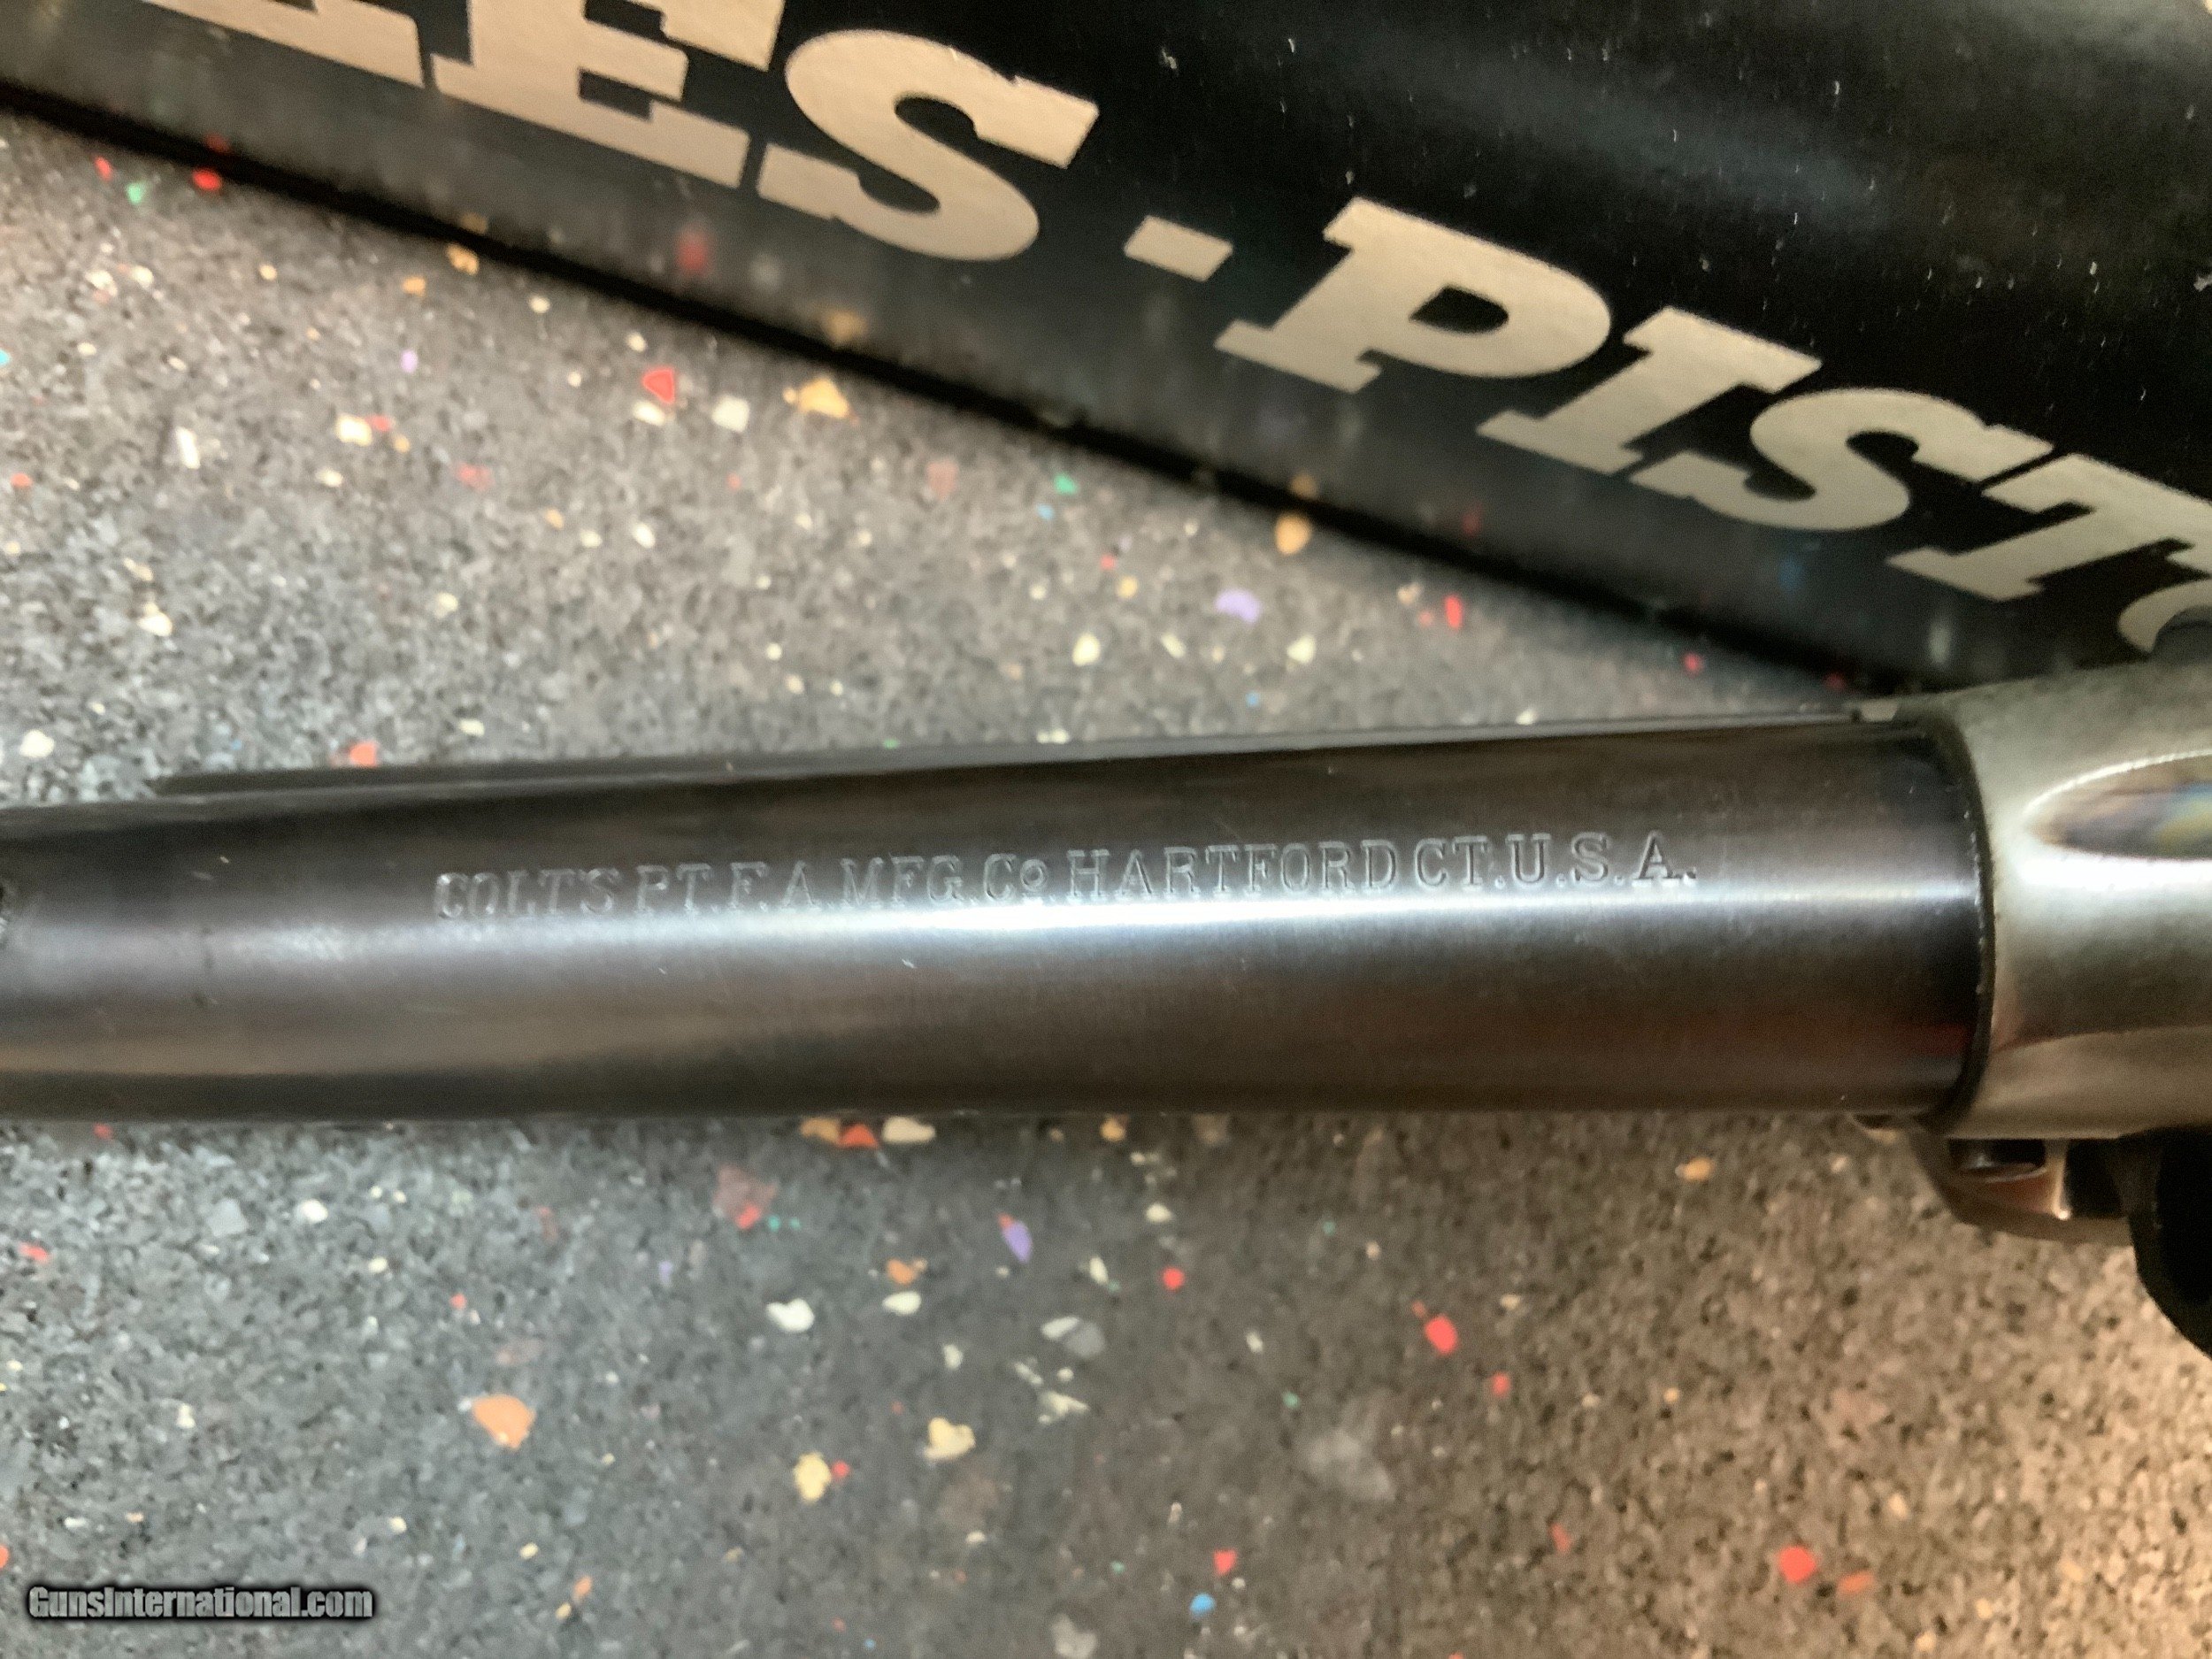 ES - PIST
COLT'S PT. F. A. MFG. Co. HARTFORD CT. U.S.A.
GunsInternational.com